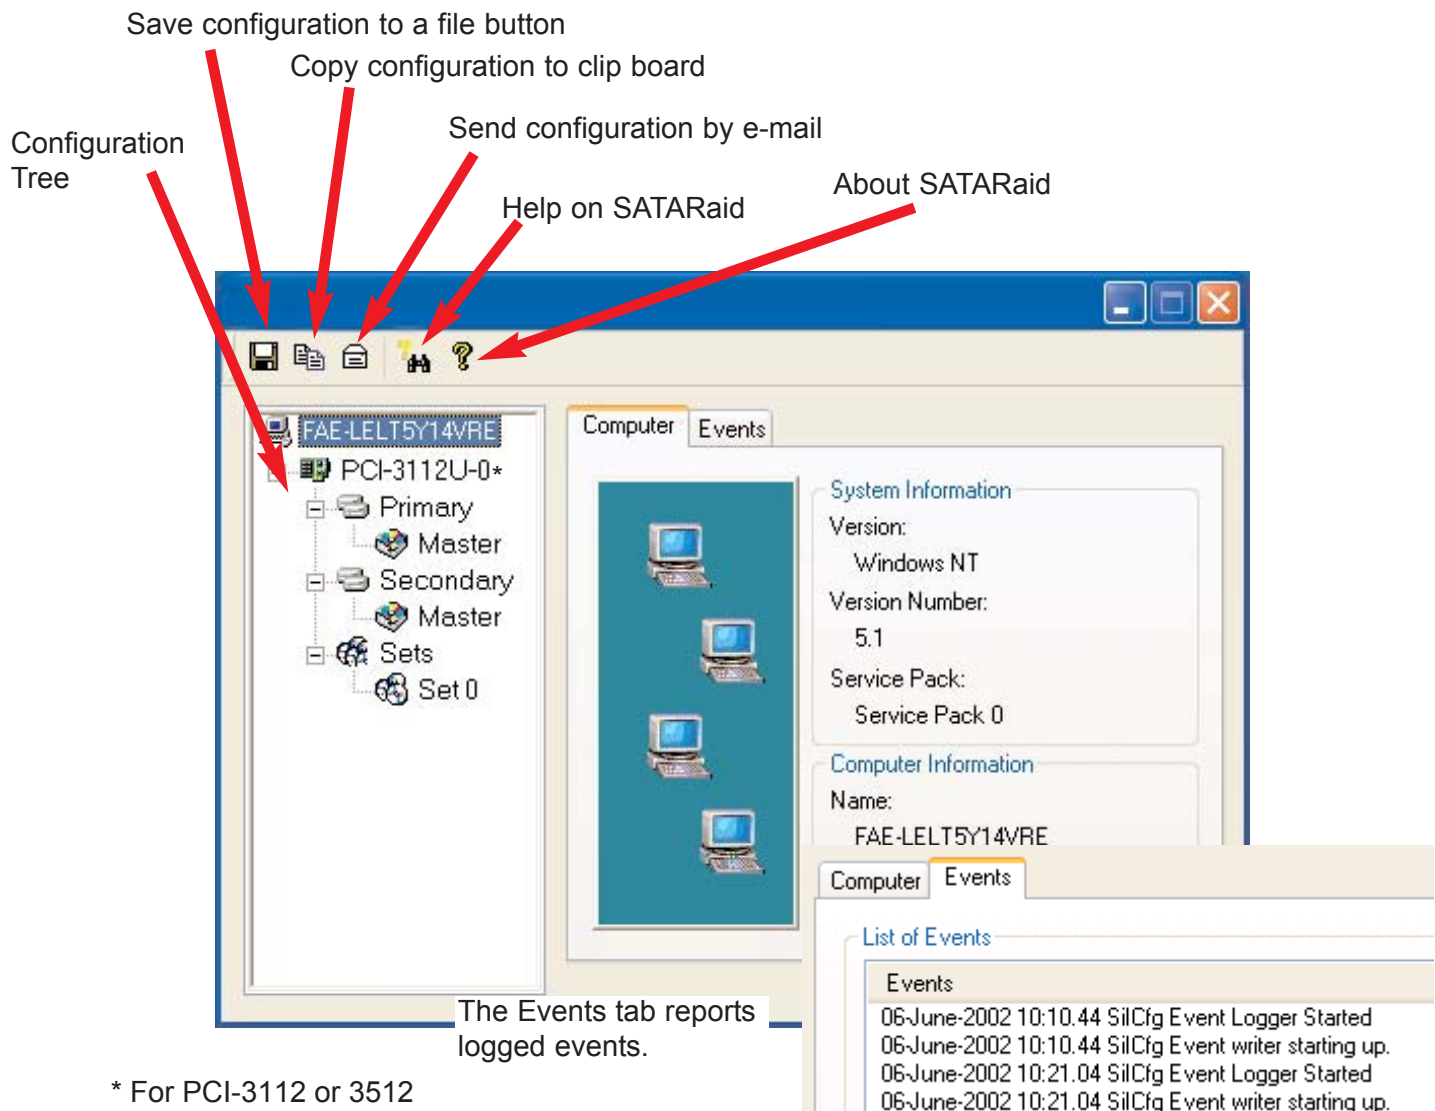 Save configuration to a file button
Copy configuration to clip board
Send configuration by e-mail
Configuration
Tree
About SATARaid
Help on SATARaid
FAE-LELT5Y14VRE
PCI-3112U-0*
Primary
Master
Secondary
Master
Sets
Set 0
Computer
Events
System Information
Version:
Windows NT
Version Number:
5.1
Service Pack:
Service Pack 0
Computer Information
Name:
FAE-LELT5Y14VRE
Computer
Events
List of Events
Events
06-June-2002 10:10.44 SilCfg Event Logger Started
06-June-2002 10:10.44 SilCfg Event writer starting up.
06-June-2002 10:21.04 SilCfg Event Logger Started
06-June-2002 10:21.04 SilCfg Event writer starting up.
The Events tab reports
logged events.
* For PCI-3112 or 3512